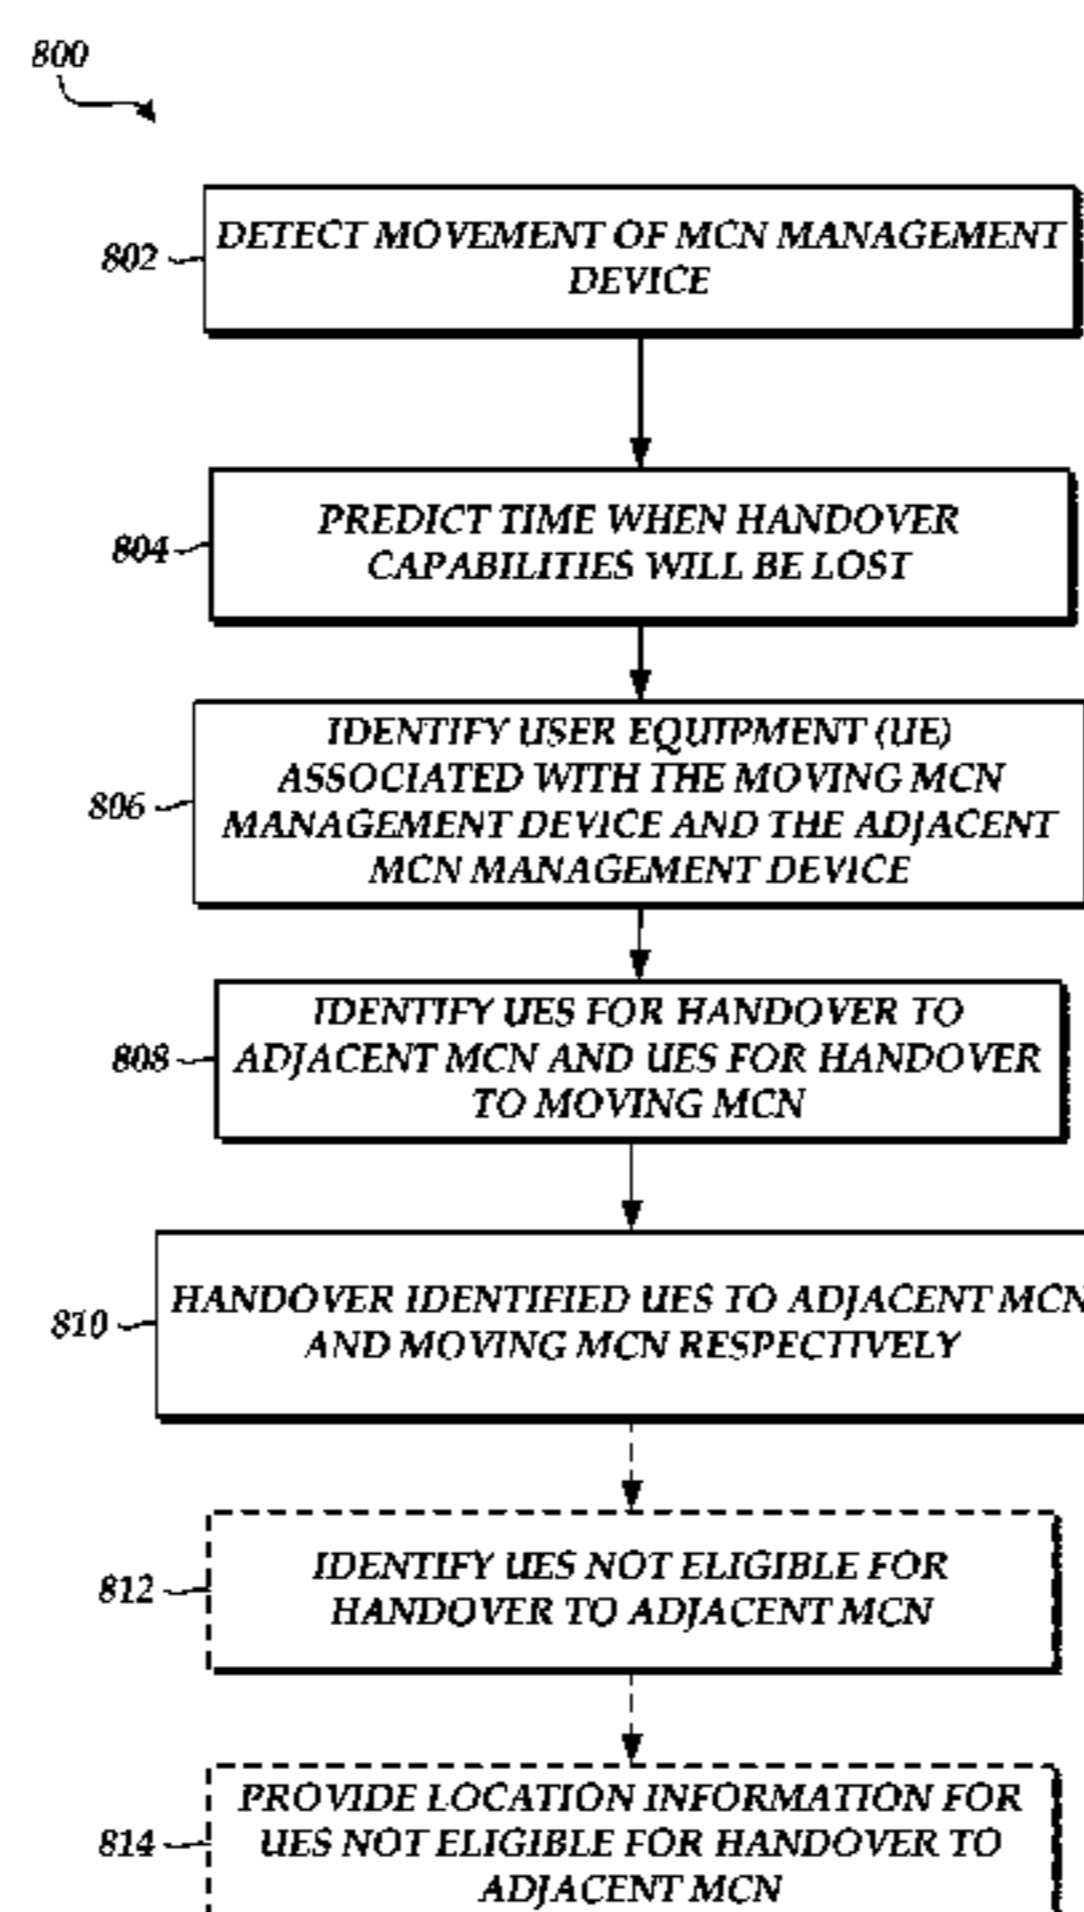 800
802
DETECT MOVEMENT OF MCN MANAGEMENT
DEVICE
804
PREDICT TIME WHEN HANDOVER
CAPABILITIES WILL BE LOST
806
IDENTIFY USER EQUIPMENT (UE)
ASSOCIATED WITH THE MOVING MCN
MANAGEMENT DEVICE AND THE ADJACENT
MCN MANAGEMENT DEVICE
808
IDENTIFY UES FOR HANDOVER TO
ADJACENT MCN AND UES FOR HANDOVER
TO MOVING MCN
810
HANDOVER IDENTIFIED UES TO ADJACENT MCN
AND MOVING MCN RESPECTIVELY
812
IDENTIFY UES NOT ELIGIBLE FOR
HANDOVER TO ADJACENT MCN
814
PROVIDE LOCATION INFORMATION FOR
UES NOT ELIGIBLE FOR HANDOVER TO
ADJACENT MCN